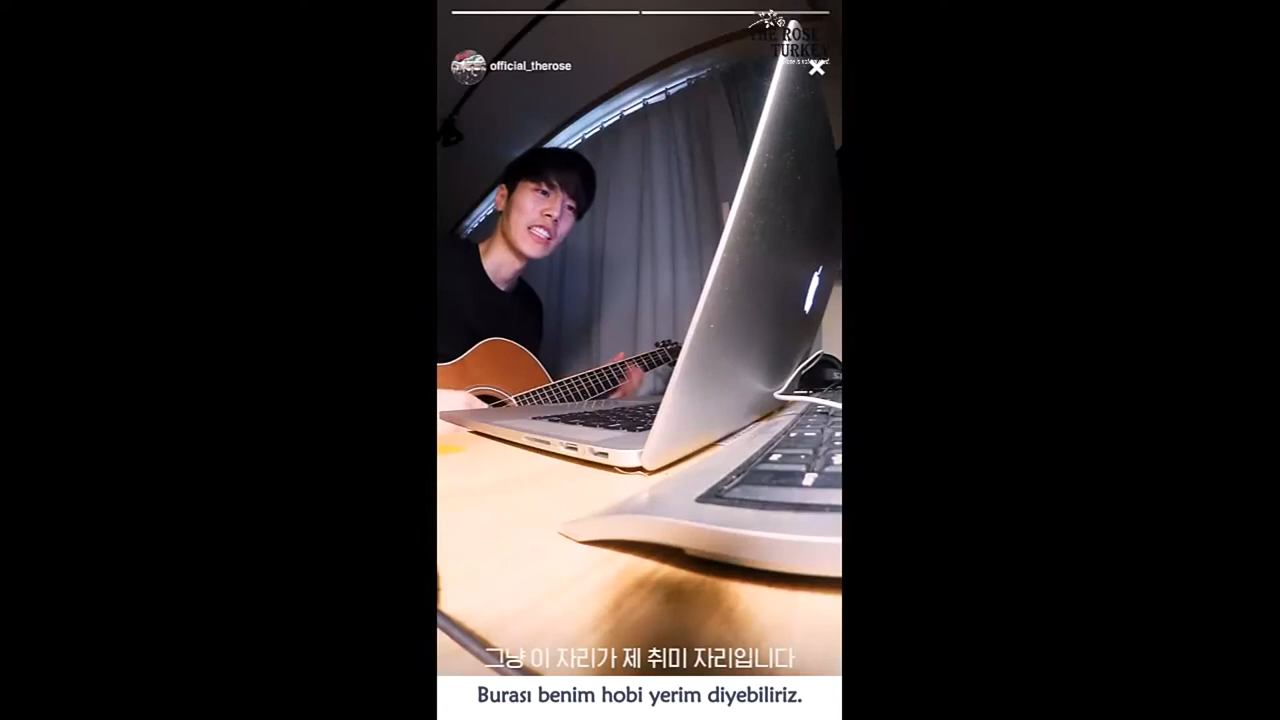 THE ROSE
TURKEY
official_therose
그냥 이 자리가 제 취미 자리입니다
Burası benim hobi yerim diyebiliriz.